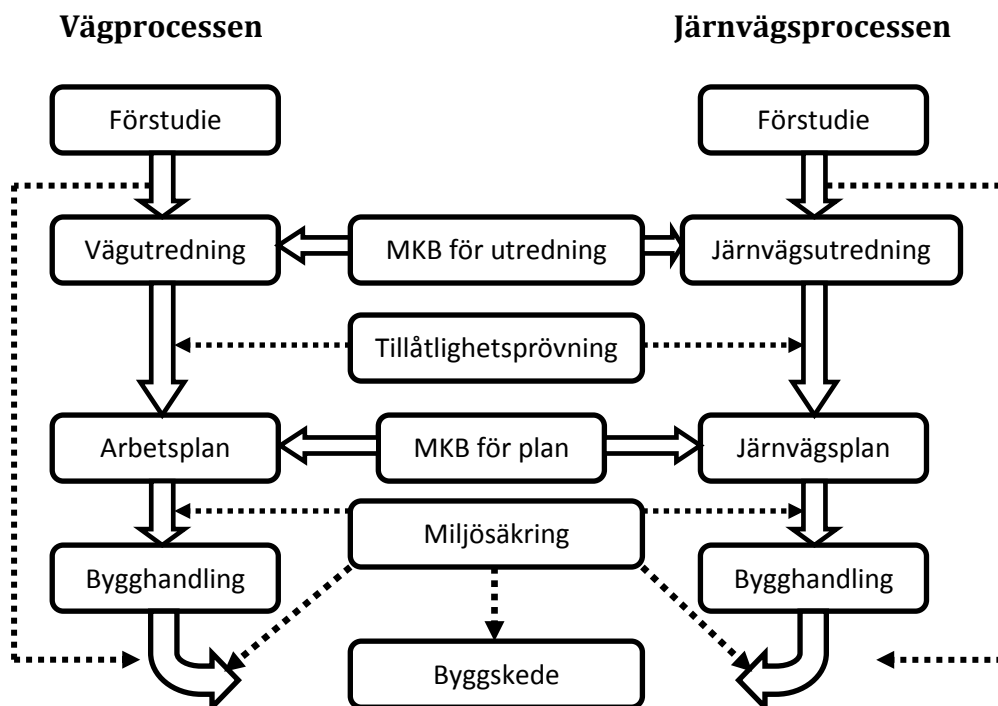 Vägprocessen
Järnvägsprocessen
Förstudie
Förstudie
Vägutredning
MKB för utredning
Järnvägsutredning
Tillåtlighetsprövning
Arbetsplan
MKB för plan
Järnvägsplan
Miljösäkring
Bygghandling
Bygghandling
Byggskede